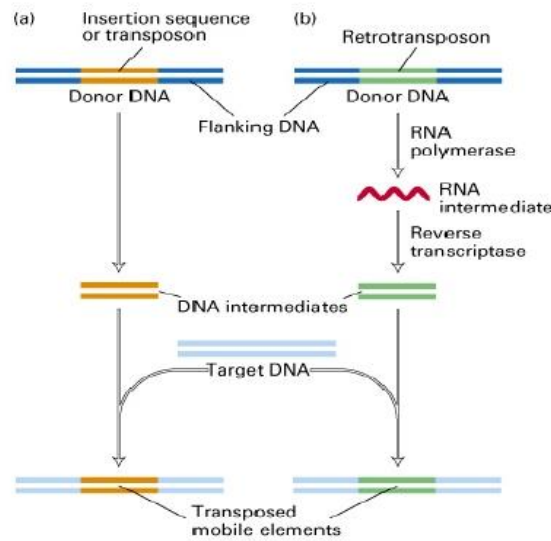 (a)
Insertion sequence
or transposon
Donor DNA
(b)
Retrotransposon
Donor DNA
Flanking DNA
RNA
polymerase
RNA
intermediate
Reverse
transcriptase
DNA intermediates
Target DNA
Transposed
mobile elements